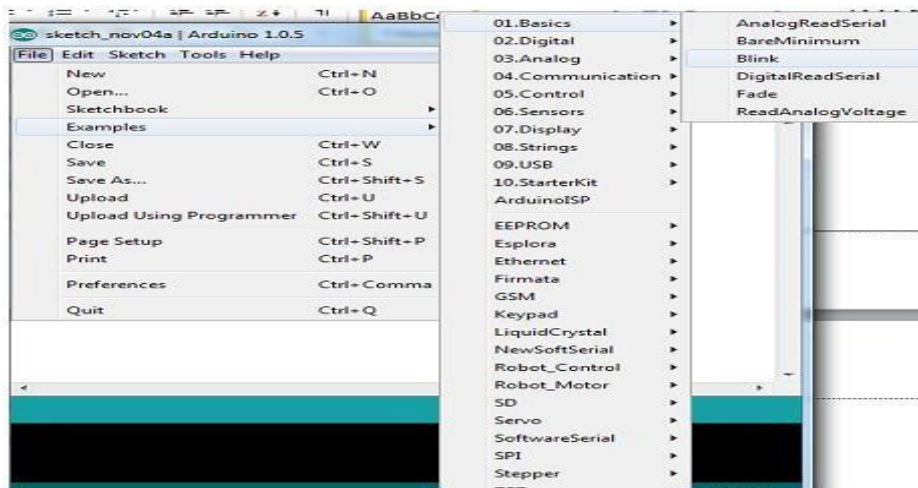 AaBbC
sketch_nov04a | Arduino 1.0.5
File Edit Sketch Tools Help
New Ctrl+N
Open... Ctrl+O
Sketchbook
Examples
Close Ctrl+W
Save Ctrl+S
Save As... Ctrl+Shift+S
Upload Ctrl+U
Upload Using Programmer Ctrl+Shift+U
Page Setup Ctrl+Shift+P
Print Ctrl+P
Preferences Ctrl+Comma
Quit Ctrl+Q
01.Basics
02.Digital
03.Analog
04.Communication
05.Control
06.Sensors
07.Display
08.Strings
09.USB
10.StarterKit
ArduinoISP
EEPROM
Esplora
Ethernet
Firmata
GSM
Keypad
LiquidCrystal
NewSoftSerial
Robot_Control
Robot_Motor
SD
Servo
SoftwareSerial
SPI
Stepper
AnalogReadSerial
BareMinimum
Blink
DigitalReadSerial
Fade
ReadAnalogVoltage